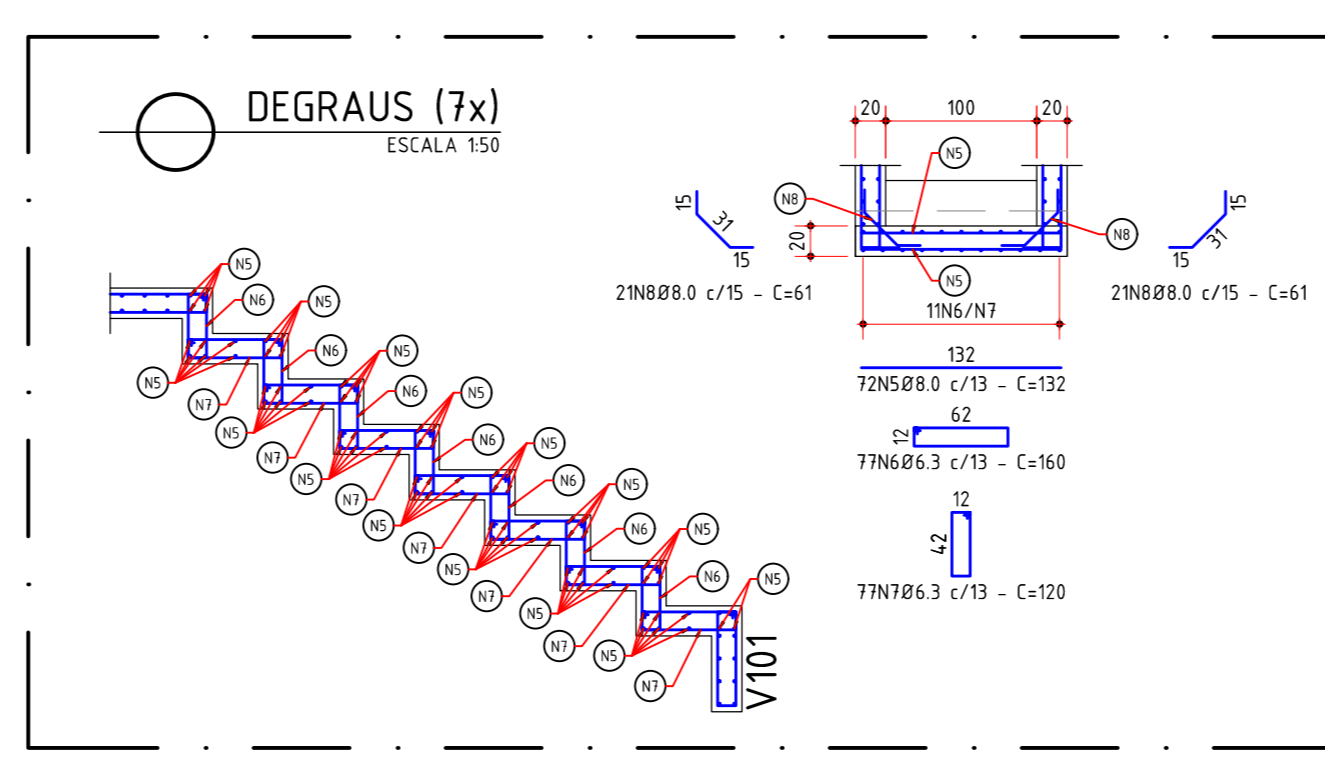 DEGRAUS (7x)
ESCALA 1:50
20 100 20
N5
N8
N8
15 31 15
20
15 31 15
N5
21N8Ø8.0 c/15 - C=61
21N8Ø8.0 c/15 - C=61
11N6/N7
132
72N5Ø8.0 c/13 - C=132
62
12
77N6Ø6.3 c/13 - C=160
12
42
77N7Ø6.3 c/13 - C=120
N5
N6
N5
N5
N6
N5
N7
N6
N5
N5
N7
N6
N5
N5
N7
N6
N5
N5
N7
N6
N5
N5
N7
N6
N5
N5
N7
N5
N5
N7
N5
N7
V101